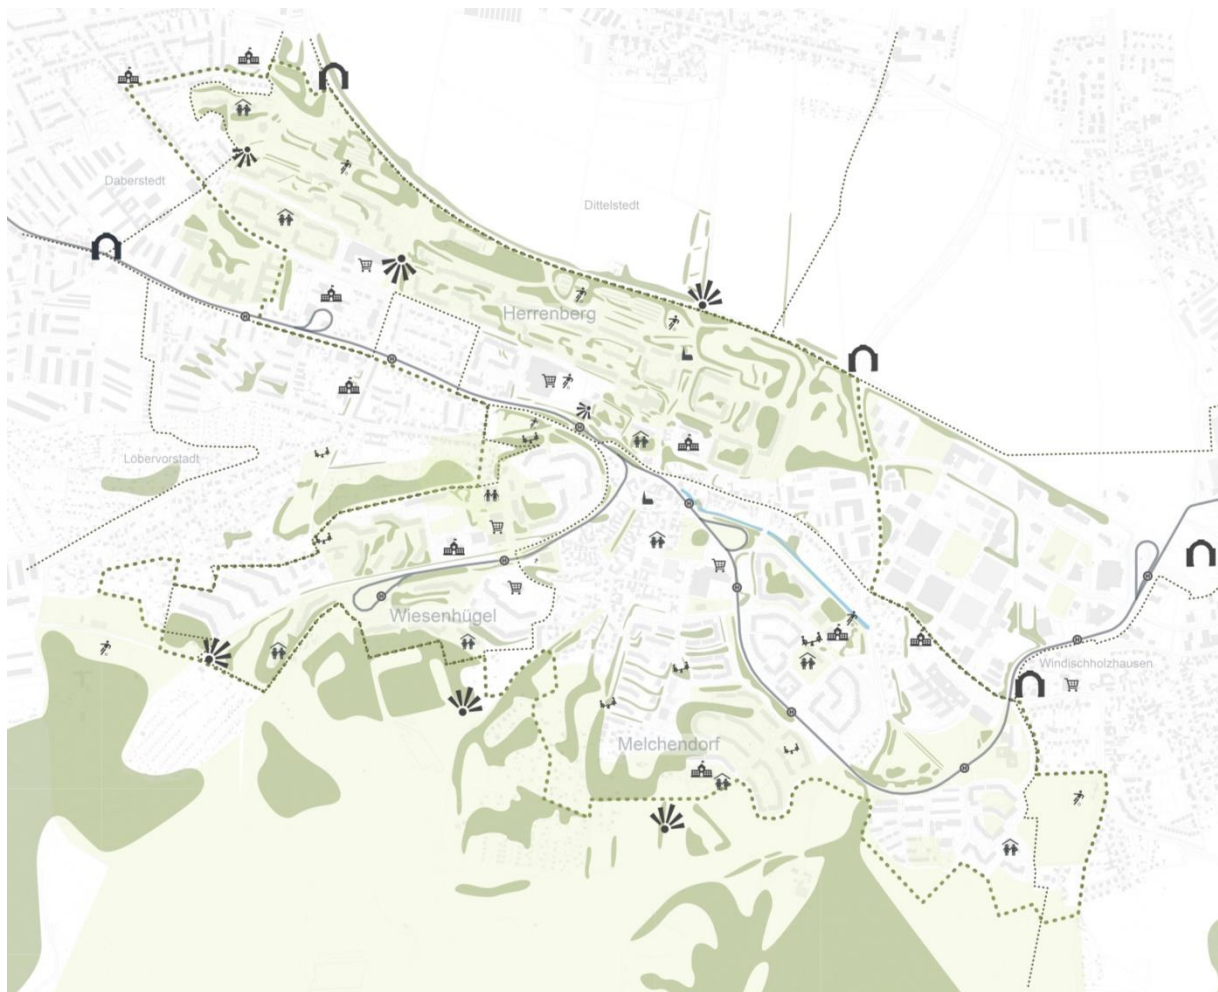 Daberstedt
Dittelstedt
Herrenberg
Löbervorstadt
Wiesenhügel
Windischholzhausen
Melchendorf